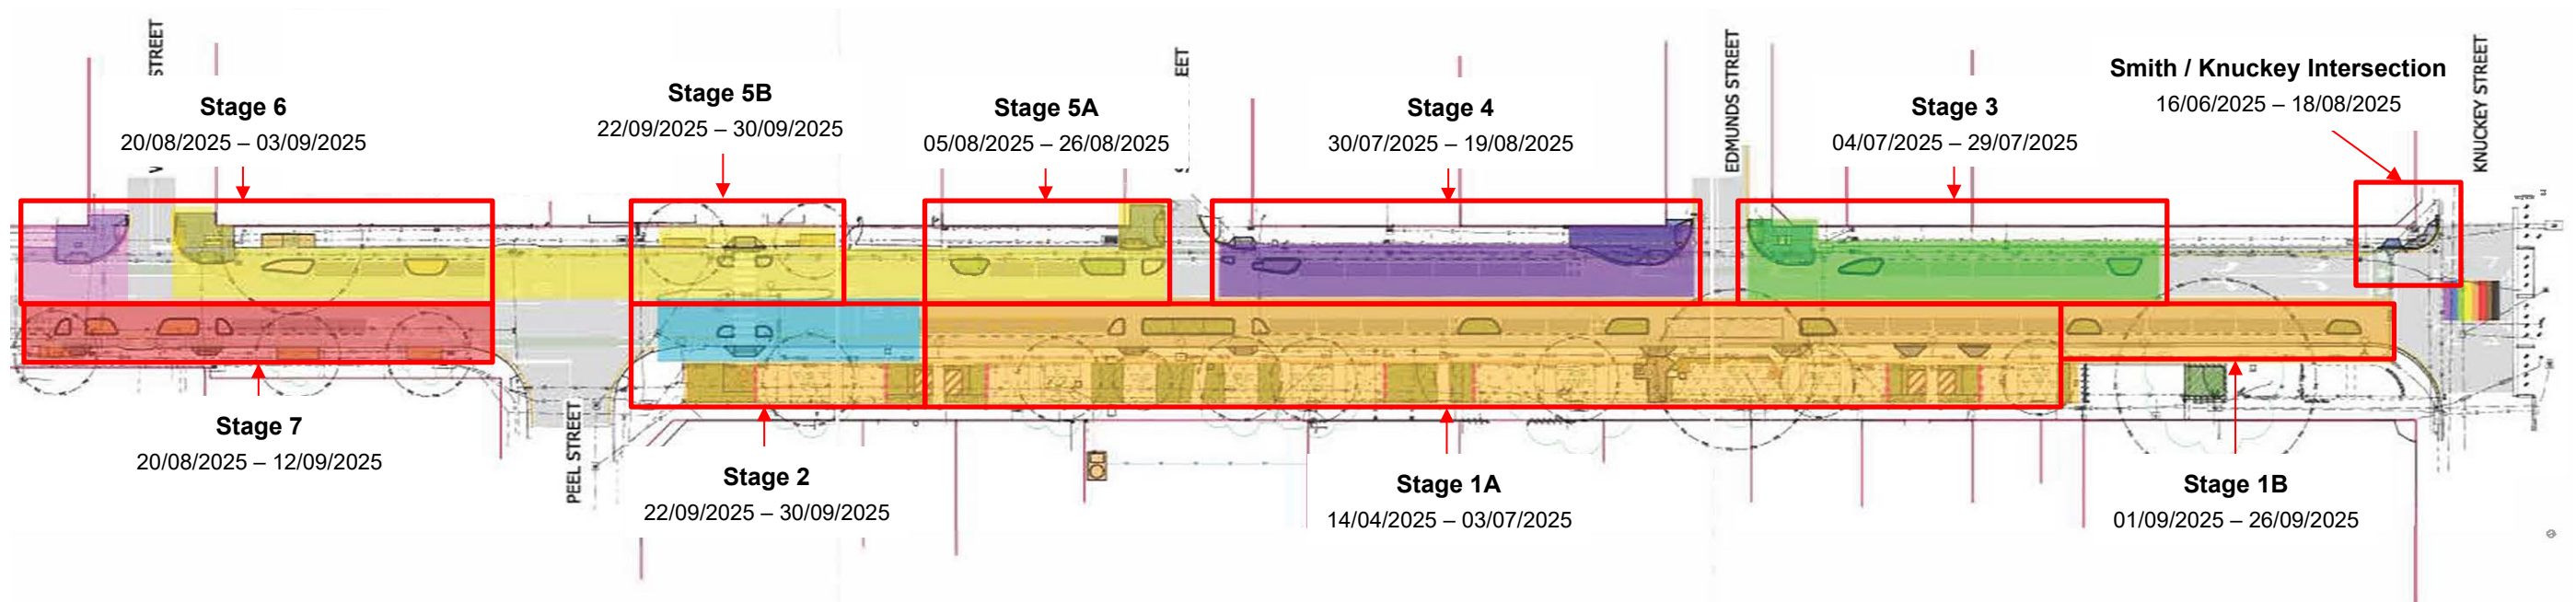 STREET
EDMUNDS STREET
KNUCKEY STREET
Smith / Knuckey Intersection
16/06/2025 – 18/08/2025
Stage 6
20/08/2025 – 03/09/2025
Stage 5B
22/09/2025 – 30/09/2025
Stage 5A
05/08/2025 – 26/08/2025
EET
Stage 4
30/07/2025 – 19/08/2025
Stage 3
04/07/2025 – 29/07/2025
Stage 7
20/08/2025 – 12/09/2025
PEEL STREET
Stage 2
22/09/2025 – 30/09/2025
Stage 1A
14/04/2025 – 03/07/2025
Stage 1B
01/09/2025 – 26/09/2025